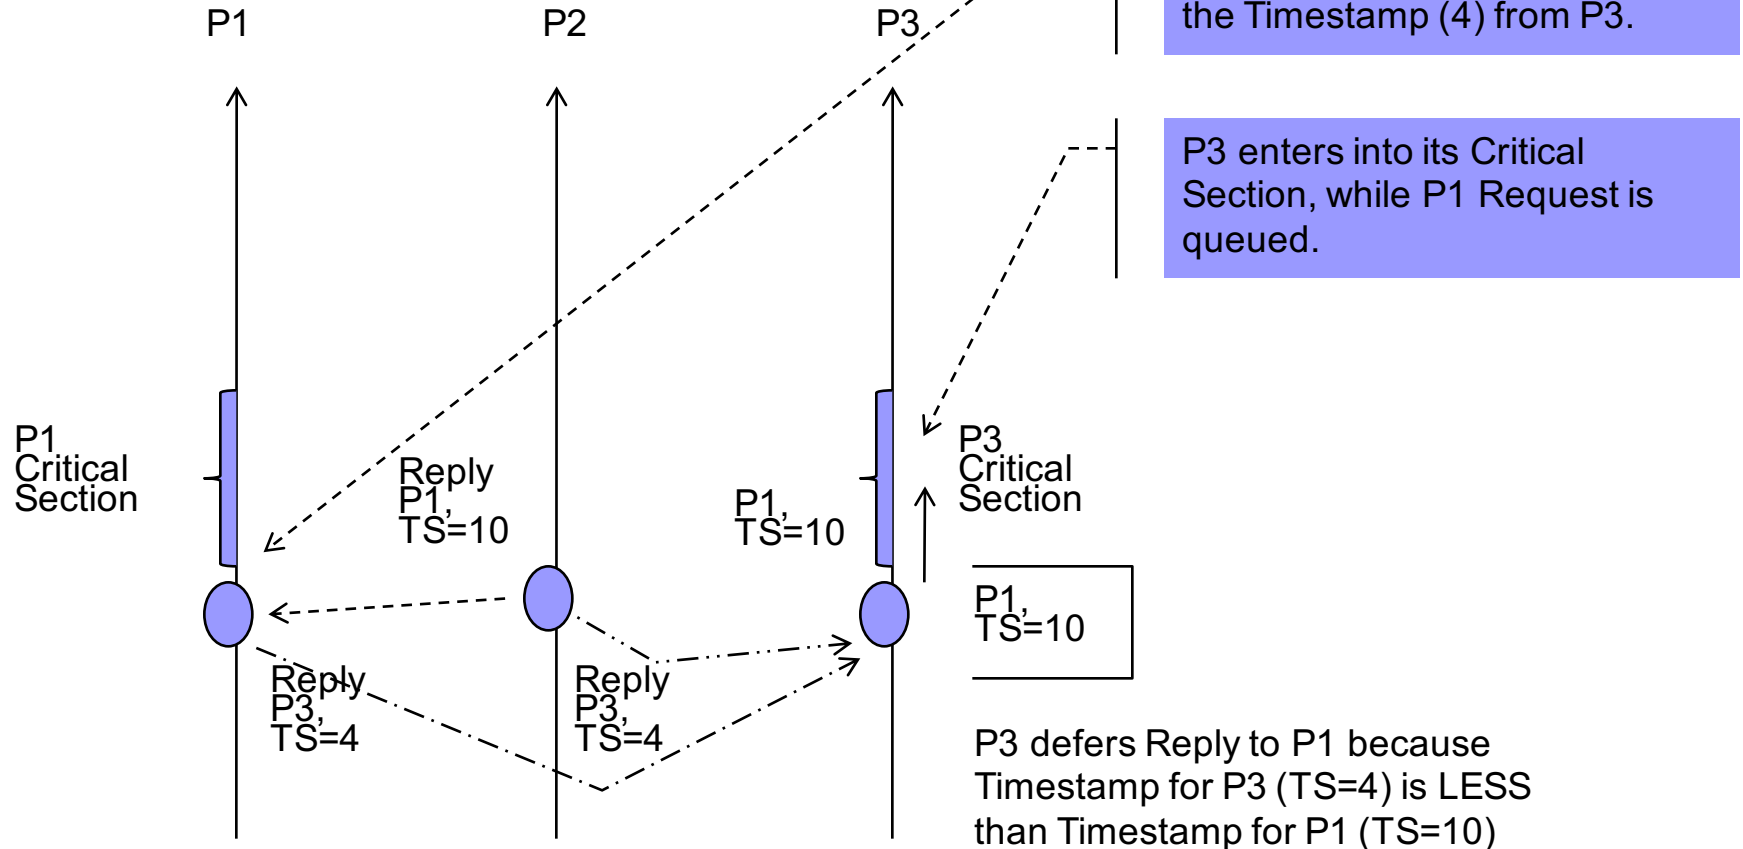 P1
P2
P3
the Timestamp (4) from P3.
P3 enters into its Critical
Section, while P1 Request is
queued.
P1
Critical
Section
Reply
P1,
TS=10
P1,
TS=10
P3
Critical
Section
P1,
TS=10
Reply
P3,
TS=4
Reply
P3,
TS=4
P3 defers Reply to P1 because
Timestamp for P3 (TS=4) is LESS
than Timestamp for P1 (TS=10)